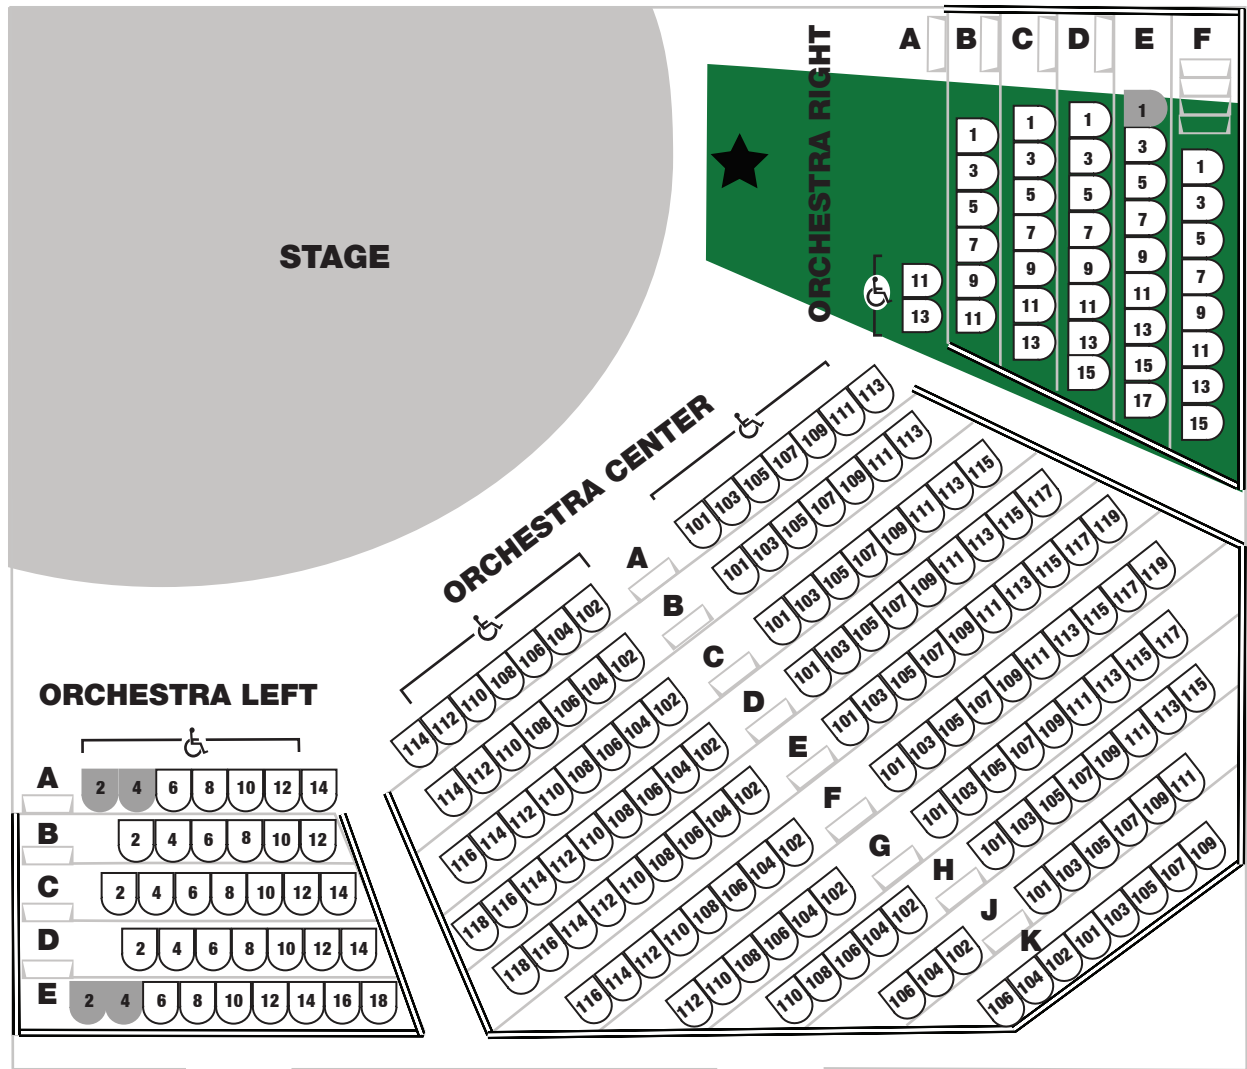 STAGE
ORCHESTRA RIGHT
A B C D E F
11 13
1 3 5 7 9 11
1 3 5 7 9 11 13
1 3 5 7 9 11 13 15
1 3 5 7 9 11 13 15 17
1 3 5 7 9 11 13 15
ORCHESTRA CENTER
A
114 112 110 108 106 104 102
101 103 105 107 109 111 113
B
114 112 110 108 106 104 102
101 103 105 107 109 111 113
C
116 114 112 110 108 106 104 102
101 103 105 107 109 111 113 115
D
118 116 114 112 110 108 106 104 102
101 103 105 107 109 111 113 115 117
E
118 116 114 112 110 108 106 104 102
101 103 105 107 109 111 113 115 117 119
F
116 114 112 110 108 106 104 102
101 103 105 107 109 111 113 115 117 119
G
112 110 108 106 104 102
101 103 105 107 109 111 113 115 117
H
110 108 106 104 102
101 103 105 107 109 111 113 115
J
106 104 102
101 103 105 107 109 111
K
106 104 102 101 103 105 107 109
ORCHESTRA LEFT
A 2 4 6 8 10 12 14
B 2 4 6 8 10 12
C 2 4 6 8 10 12 14
D 2 4 6 8 10 12 14
E 2 4 6 8 10 12 14 16 18